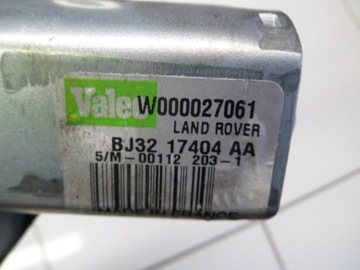 Valeo W000027061
LAND ROVER
BJ32 17404 AA
5/M-00112 203-1
MADE IN FRANCE